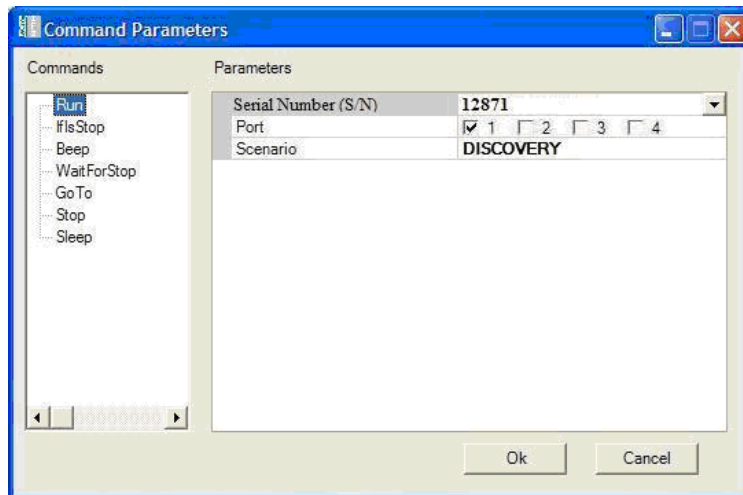 Command Parameters
Commands
Parameters
Run
IfIsStop
Beep
WaitForStop
GoTo
Stop
Sleep
Serial Number (S/N) 12871
Port 1 2 3 4
Scenario DISCOVERY
Ok
Cancel